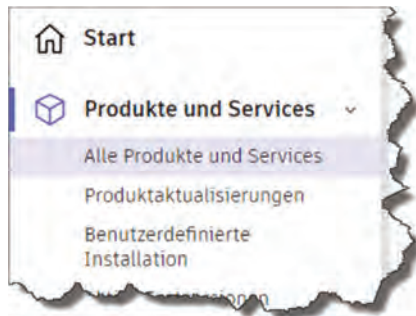 Start
Produkte und Services
Alle Produkte und Services
Produktaktualisierungen
Benutzerdefinierte
Installation